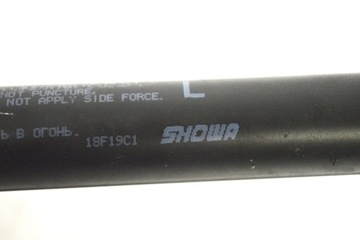 NOT PUNCTURE.
NOT APPLY SIDE FORCE.
L
Ь В ОГОНЬ.
18F19C1
SHOWA